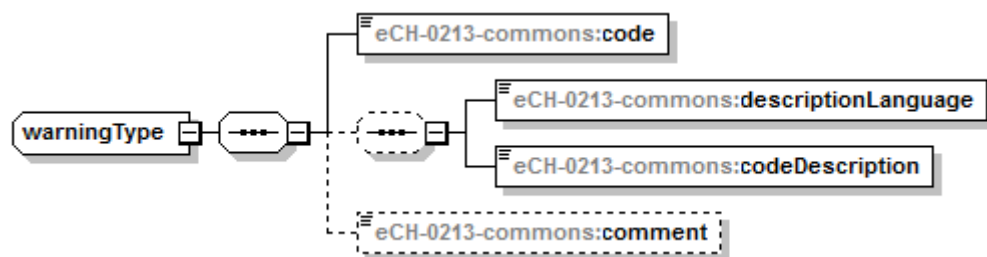 eCH-0213-commons:code
eCH-0213-commons:descriptionLanguage
warningType
eCH-0213-commons:codeDescription
eCH-0213-commons:comment